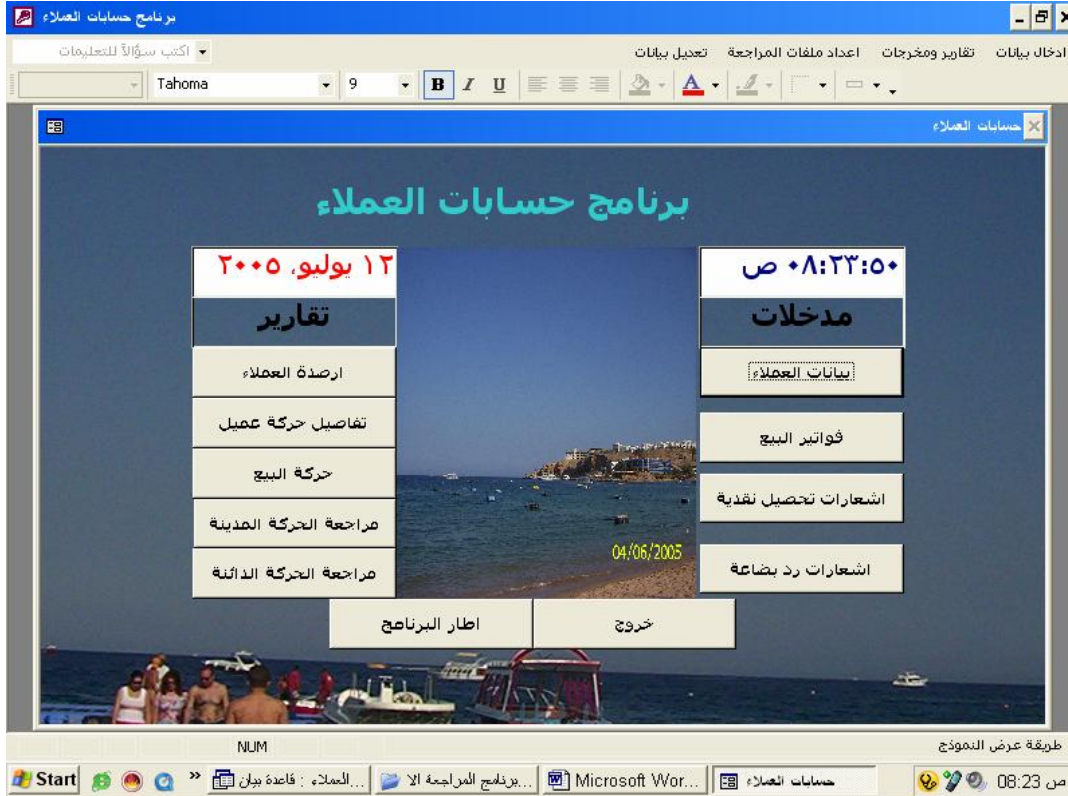 برنامج حسابات العملاء
ادخال بيانات تقارير ومخرجات اعداد ملفات المراجعة تعديل بيانات
اكتب سؤالاً للتعليمات
Tahoma 9 B I U A
حسابات العملاء
برنامج حسابات العملاء
٠٨:٢٣:٥٠ ص
١٢ يوليو, ٢٠٠٥
مدخلات
تقارير
بيانات العملاء
ارصدة العملاء
فواتير البيع
تفاصيل حركة عميل
حركة البيع
اشعارات تحصيل نقدية
مراجعة الحركة المدينة
04/06/2005
اشعارات رد بضاعة
مراجعة الحركة الدائنة
خروج
اطار البرنامج
طريقة عرض النموذج
NUM
Start
العملاء : قاعدة بيان...
برنامج المراجعة الا...
Microsoft Wor...
حسابات العملاء
08:23 ص